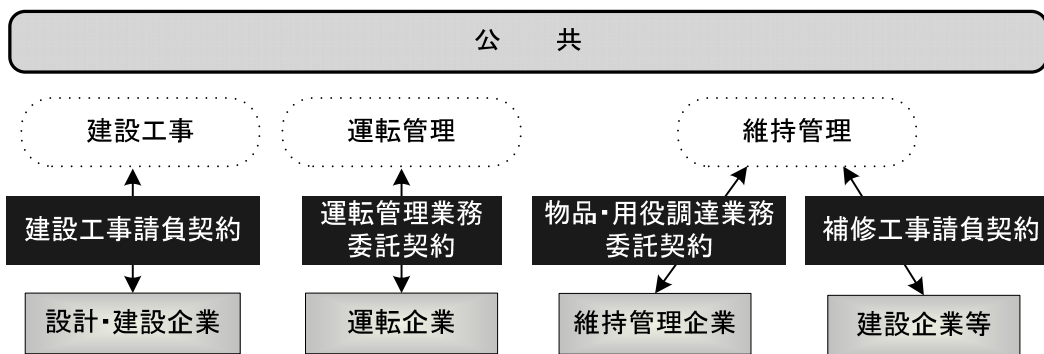 公　共
建設工事
運転管理
維持管理
建設工事請負契約
運転管理業務
委託契約
物品・用役調達業務
委託契約
補修工事請負契約
設計・建設企業
運転企業
維持管理企業
建設企業等